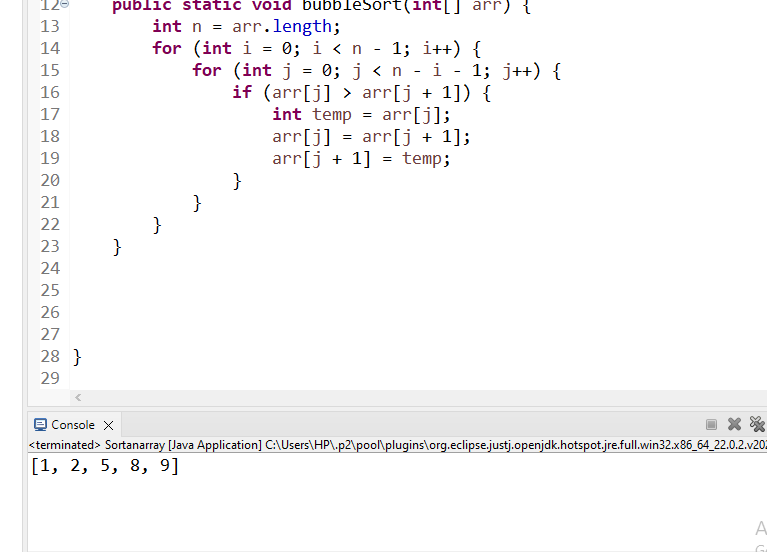 12 public static void bubbleSort(int[] arr) {
13 int n = arr.length;
14 for (int i = 0; i < n - 1; i++) {
15 for (int j = 0; j < n - i - 1; j++) {
16 if (arr[j] > arr[j + 1]) {
17 int temp = arr[j];
18 arr[j] = arr[j + 1];
19 arr[j + 1] = temp;
20 }
21 }
22 }
23 }
24
25
26
27
28 }
29
Console
<terminated> Sortanarray [Java Application] C:\Users\HP\.p2\pool\plugins\org.eclipse.justj.openjdk.hotspot.jre.full.win32.x86_64_22.0.2.v20
[1, 2, 5, 8, 9]
A